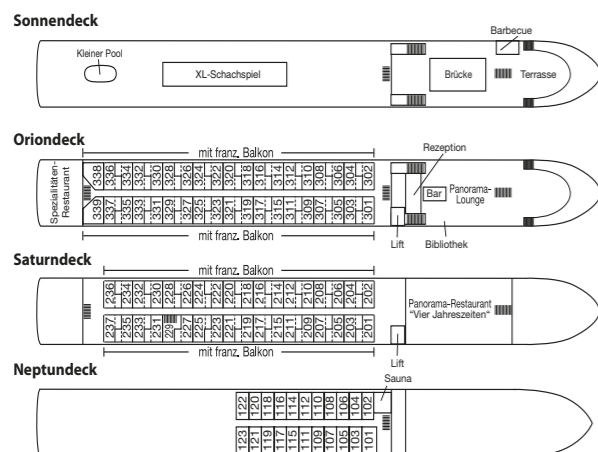 Sonnendeck
Barbecue
Kleiner Pool
XL-Schachspiel
Brücke
Terrasse
Oriondeck
mit franz. Balkon
Rezeption
Spezialitäten-
Restaurant
338 336 334 332 330 328 326 324 322 320 318 316 314 312 310 308 306 304 302
339 337 335 333 331 329 327 325 323 321 319 317 315 311 309 307 305 303 301
Bar
Panorama-
Lounge
mit franz. Balkon
Lift
Bibliothek
Saturndeck
mit franz. Balkon
236 234 232 230 228 226 224 222 220 218 216 214 212 210 208 206 204 202
237 235 233 231 229 227 225 223 221 219 217 215 211 209 207 205 203 201
Panorama-Restaurant
"Vier Jahreszeiten"
mit franz. Balkon
Lift
Neptundeck
Sauna
122 120 118 116 114 112 110 108 106 104 102
123 121 119 117 115 111 109 107 105 103 101